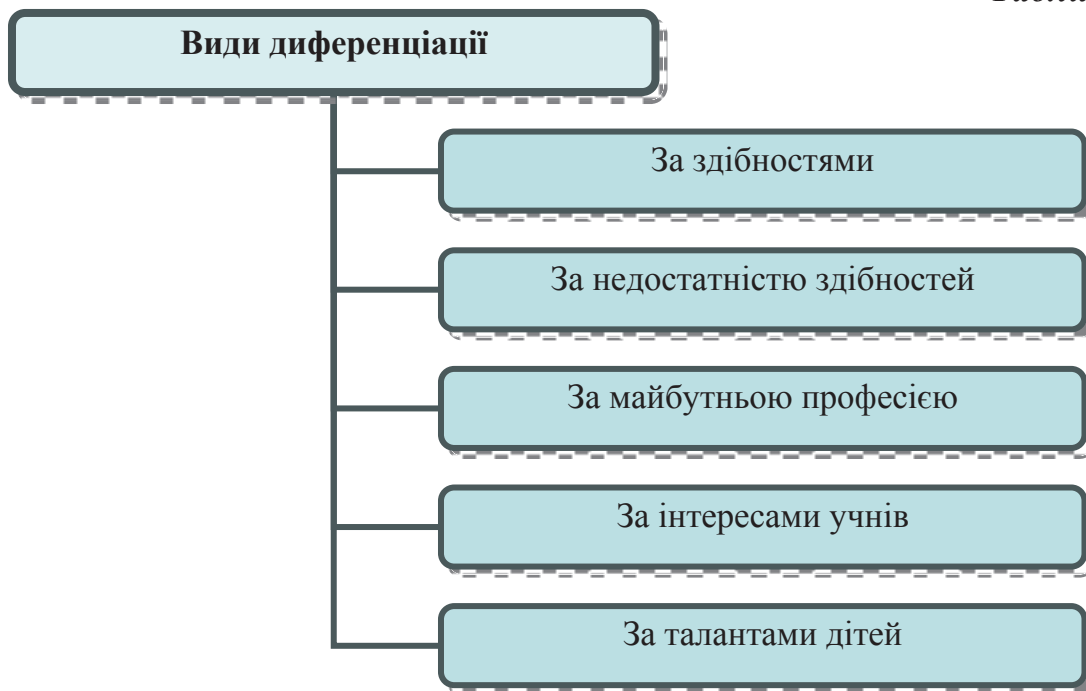 Види диференціації
За здібностями
За недостатністю здібностей
За майбутньою професією
За інтересами учнів
За талантами дітей